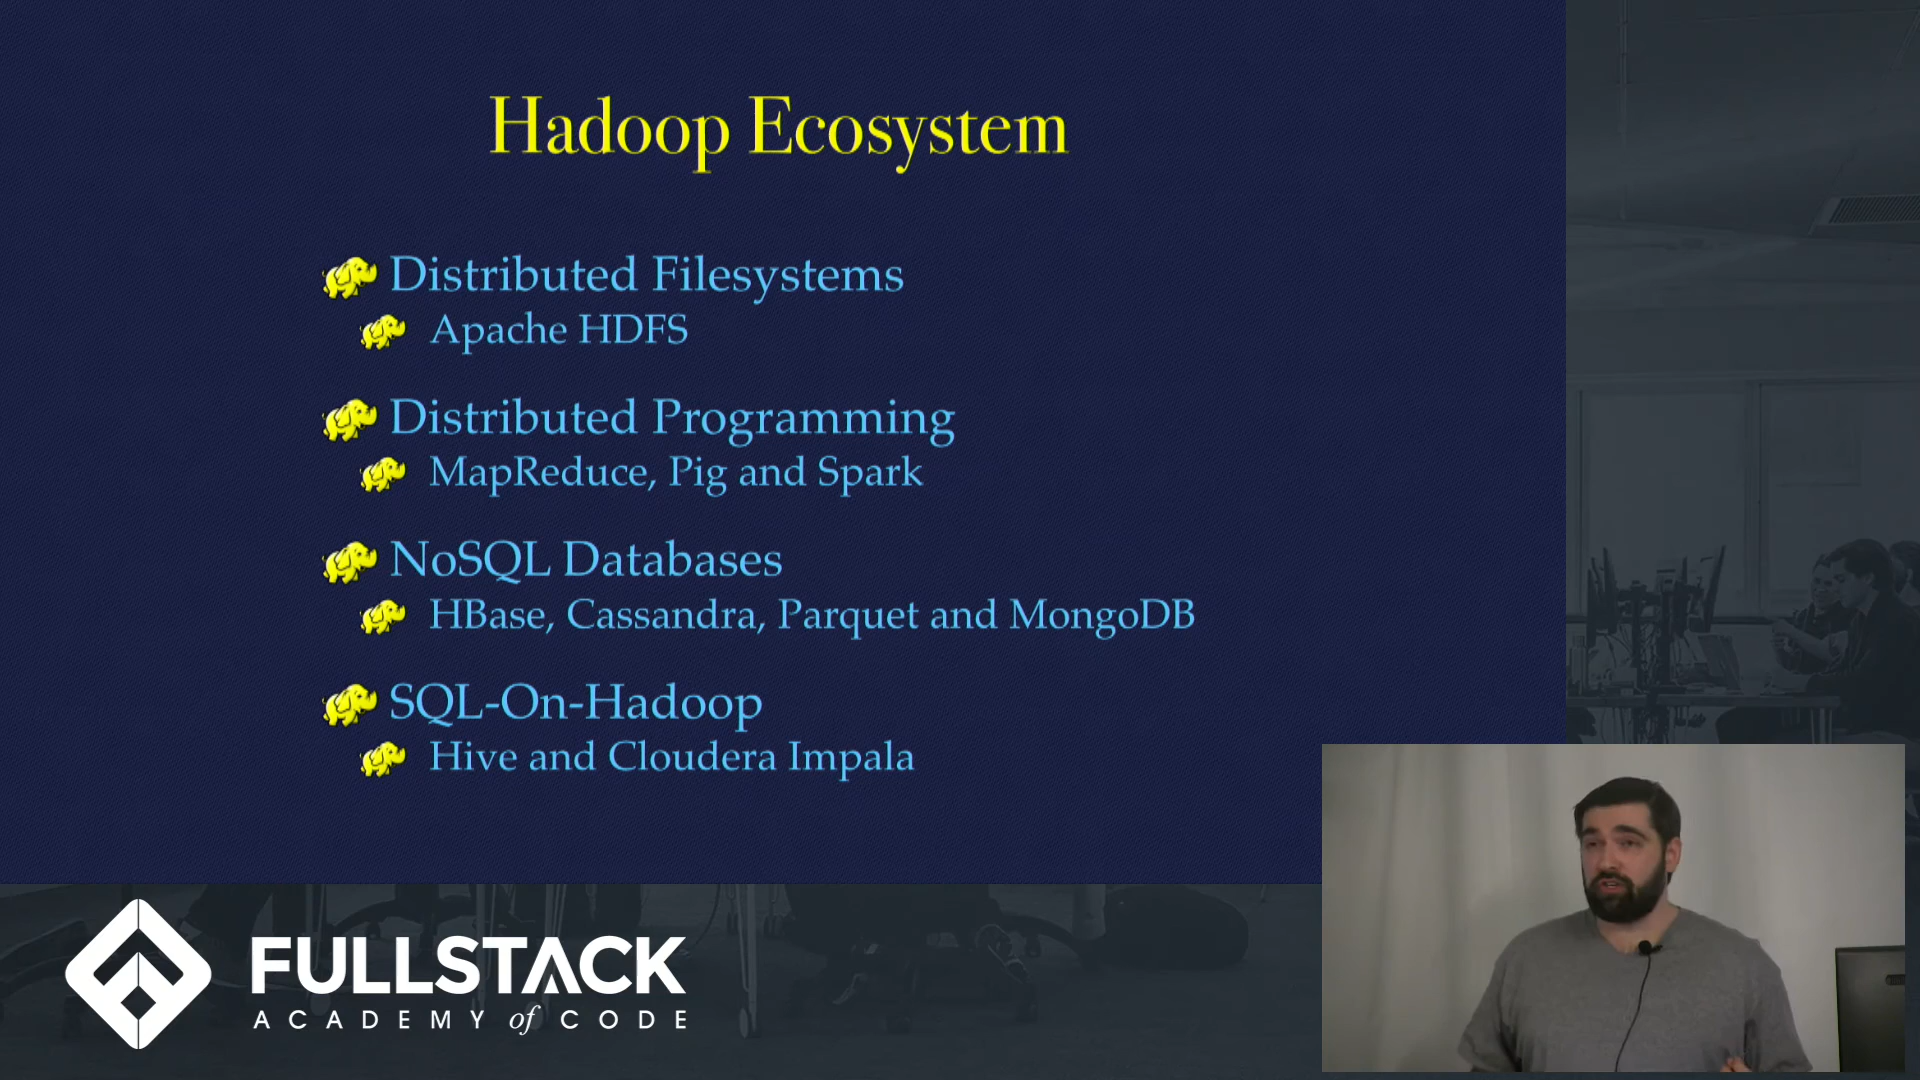 Hadoop Ecosystem
Distributed Filesystems
Apache HDFS
Distributed Programming
MapReduce, Pig and Spark
NoSQL Databases
HBase, Cassandra, Parquet and MongoDB
SQL-On-Hadoop
Hive and Cloudera Impala
FULLSTACK
ACADEMY of CODE